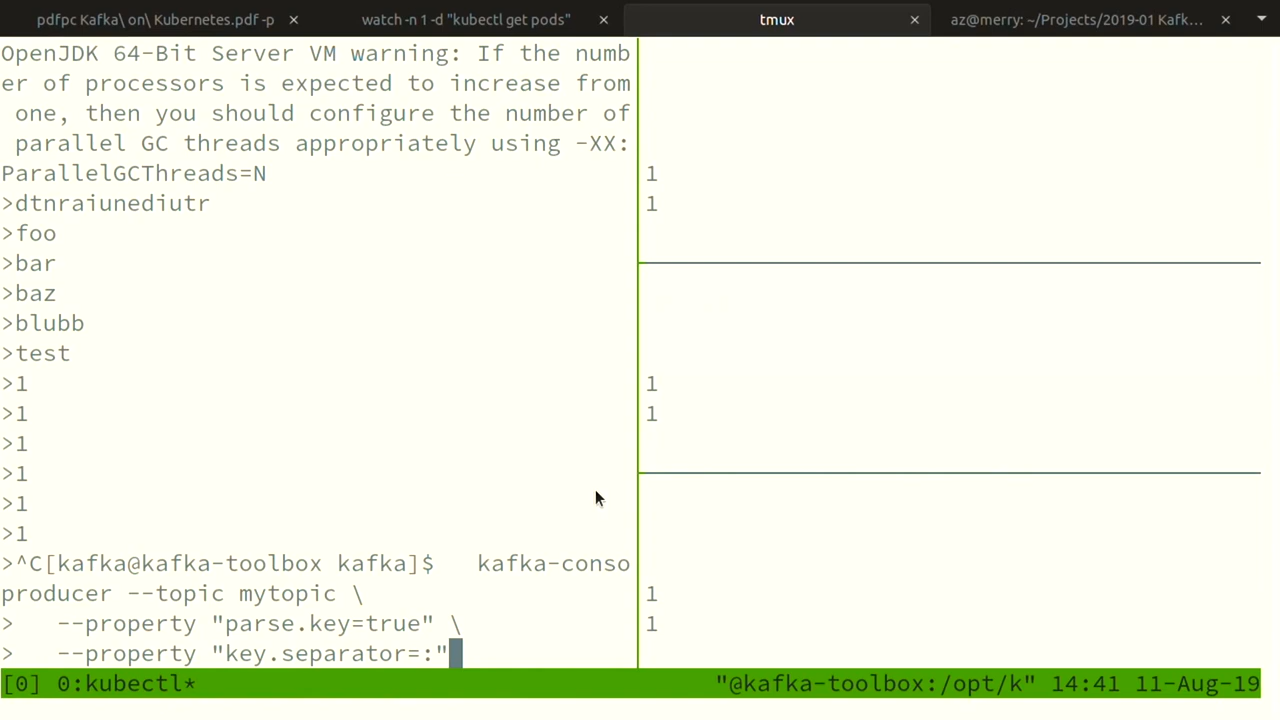 pdfpc Kafka\ on\ Kubernetes.pdf -p
watch -n 1 -d "kubectl get pods"
tmux
az@merry: ~/Projects/2019-01 Kafk...
OpenJDK 64-Bit Server VM warning: If the numb
er of processors is expected to increase from
one, then you should configure the number of
parallel GC threads appropriately using -XX:
ParallelGCThreads=N
>dtnraiunediutr
>foo
>bar
>baz
>blubb
>test
>1
>1
>1
>1
>1
>1
>^C[kafka@kafka-toolbox kafka]$ kafka-conso
producer --topic mytopic \
> --property "parse.key=true" \
> --property "key.separator=:"
1
1
1
1
1
1
[0] 0:kubectl*
"@kafka-toolbox:/opt/k" 14:41 11-Aug-19